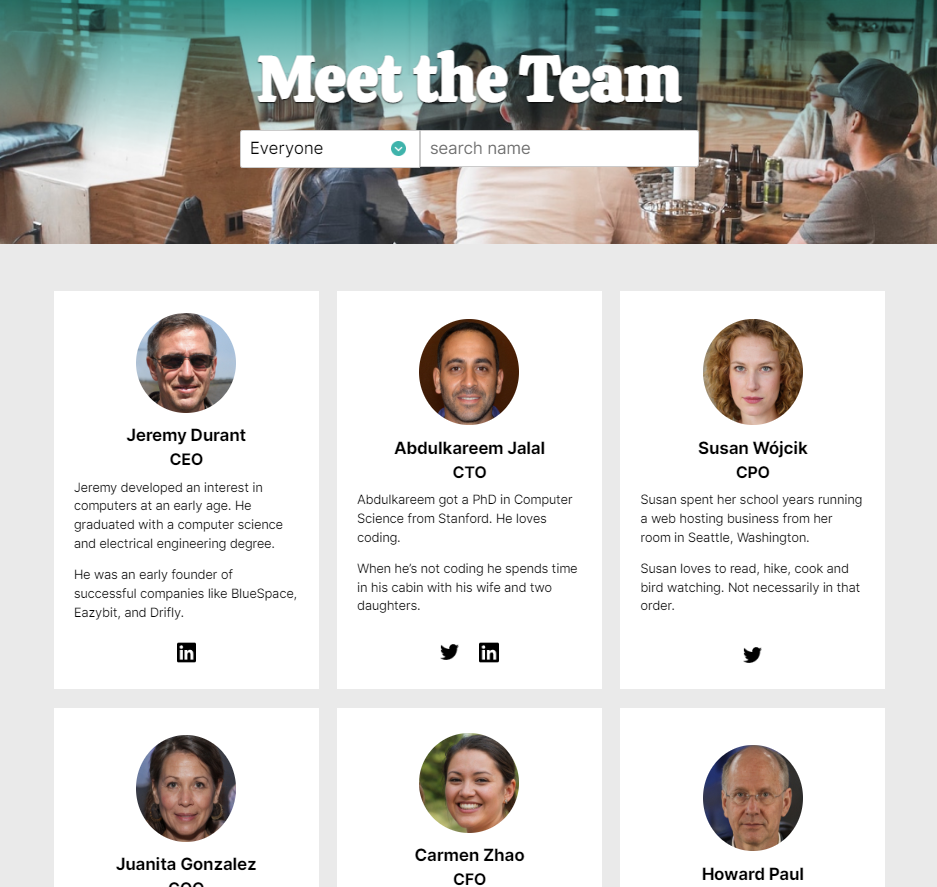 Meet the Team
Everyone
search name
Jeremy Durant
CEO
Jeremy developed an interest in
computers at an early age. He
graduated with a computer science
and electrical engineering degree.
He was an early founder of
successful companies like BlueSpace,
Eazybit, and Drifly.
in
Abdulkareem Jalal
CTO
Abdulkareem got a PhD in Computer
Science from Stanford. He loves
coding.
When he’s not coding he spends time
in his cabin with his wife and two
daughters.
in
Susan Wójcik
CPO
Susan spent her school years running
a web hosting business from her
room in Seattle, Washington.
Susan loves to read, hike, cook and
bird watching. Not necessarily in that
order.
Juanita Gonzalez
Carmen Zhao
CFO
Howard Paul